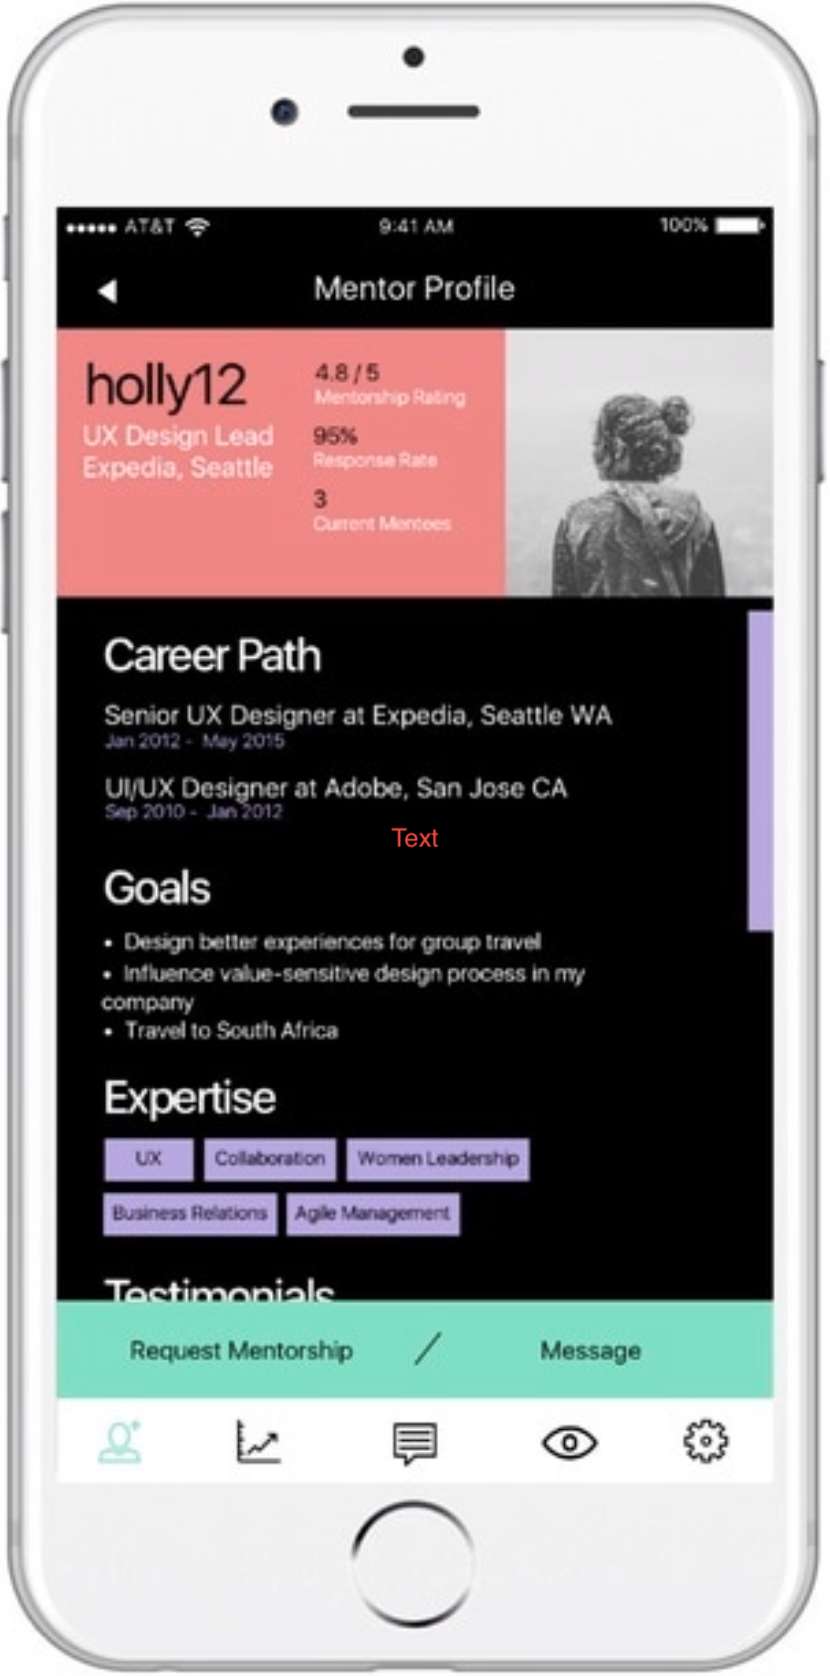 AT&T 9:41 AM 100%
Mentor Profile
holly12
UX Design Lead
Expedia, Seattle
4.8 / 5
Mentorship Rating
95%
Response Rate
3
Current Mentees
Career Path
Senior UX Designer at Expedia, Seattle WA
Jan 2012 - May 2015
UI/UX Designer at Adobe, San Jose CA
Sep 2010 - Jan 2012
Text
Goals
• Design better experiences for group travel
• Influence value-sensitive design process in my
company
• Travel to South Africa
Expertise
UX Collaboration Women Leadership
Business Relations Agile Management
Testimonials
Request Mentorship / Message